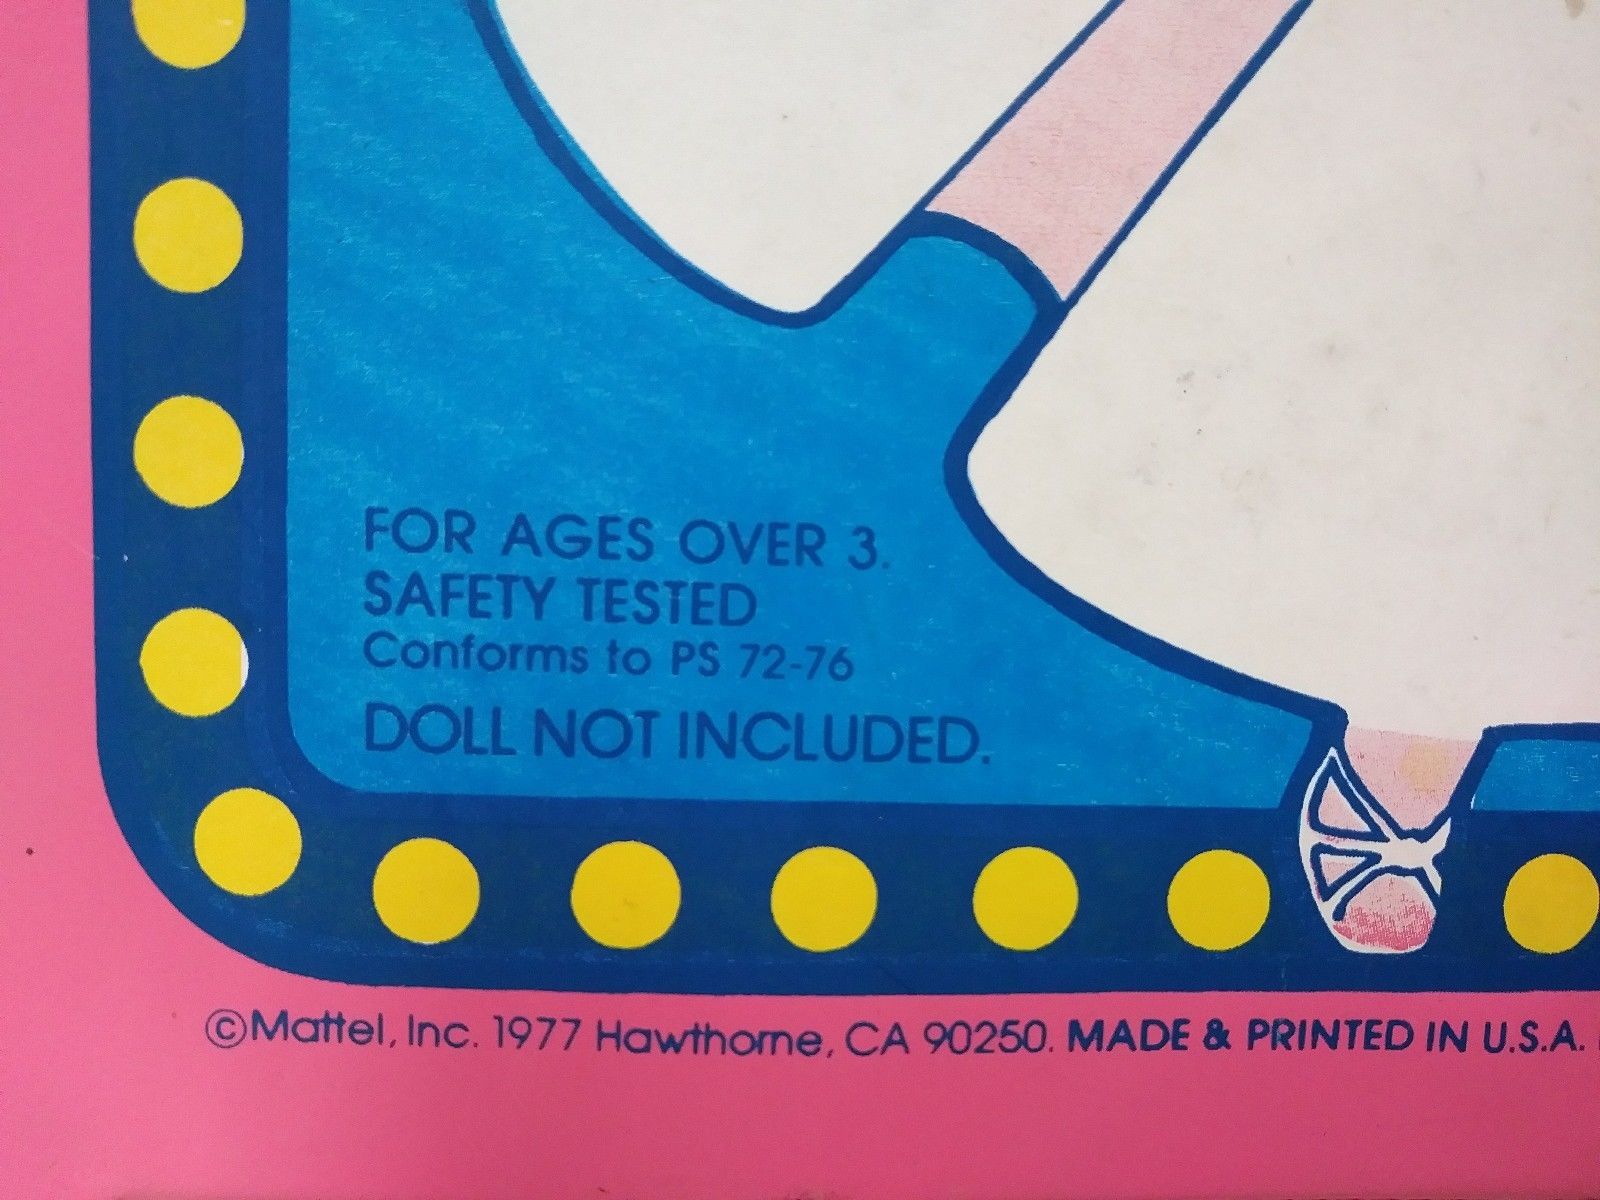 FOR AGES OVER 3.
SAFETY TESTED
Conforms to PS 72-76
DOLL NOT INCLUDED.
©Mattel, Inc. 1977 Hawthorne, CA 90250. MADE & PRINTED IN U.S.A.